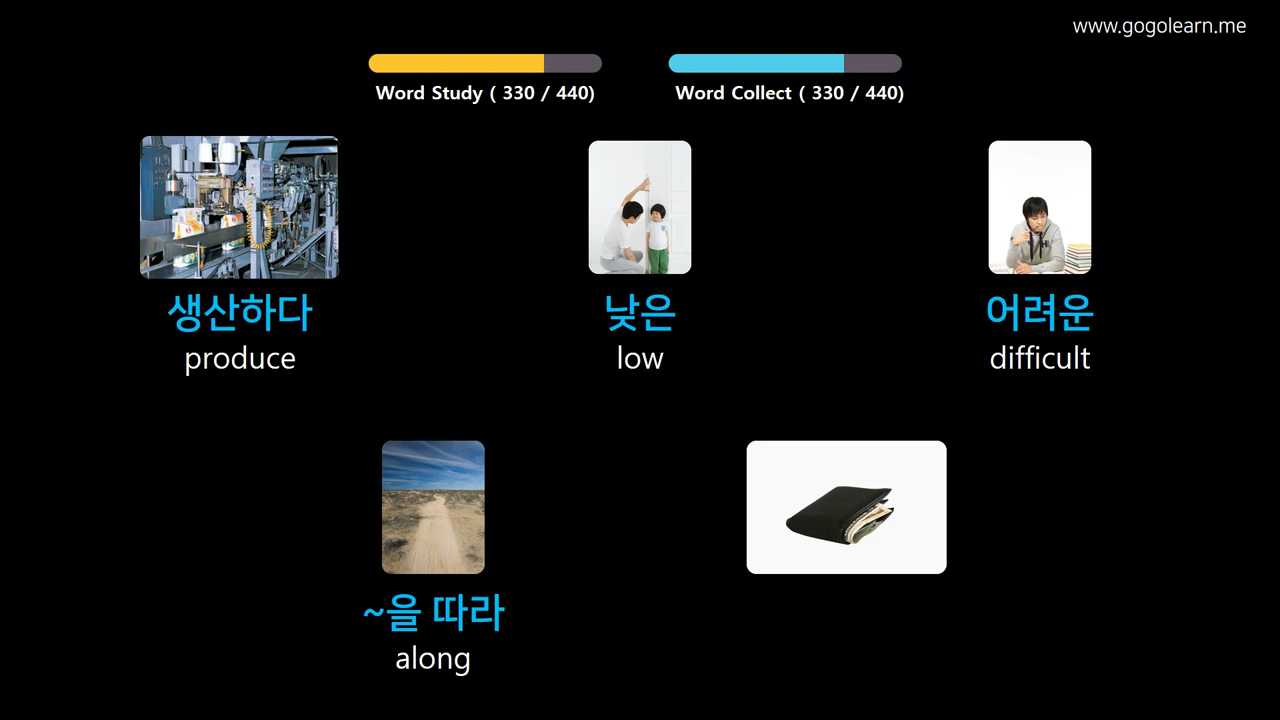 www.gogolearn.me
Word Study ( 330 / 440)
Word Collect ( 330 / 440)
생산하다
produce
낮은
low
어려운
difficult
~을 따라
along